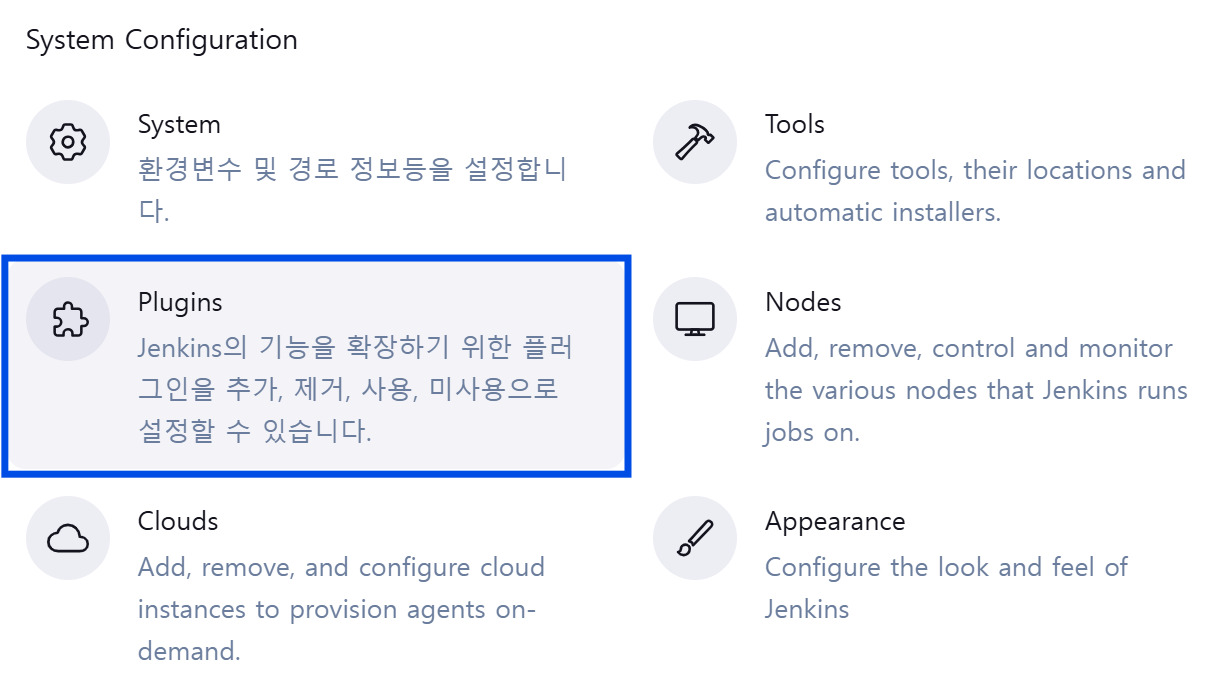 System Configuration
System
환경변수 및 경로 정보등을 설정합니
다.
Tools
Configure tools, their locations and
automatic installers.
Plugins
Jenkins의 기능을 확장하기 위한 플러
그인을 추가, 제거, 사용, 미사용으로
설정할 수 있습니다.
Nodes
Add, remove, control and monitor
the various nodes that Jenkins runs
jobs on.
Clouds
Add, remove, and configure cloud
instances to provision agents on-
demand.
Appearance
Configure the look and feel of
Jenkins